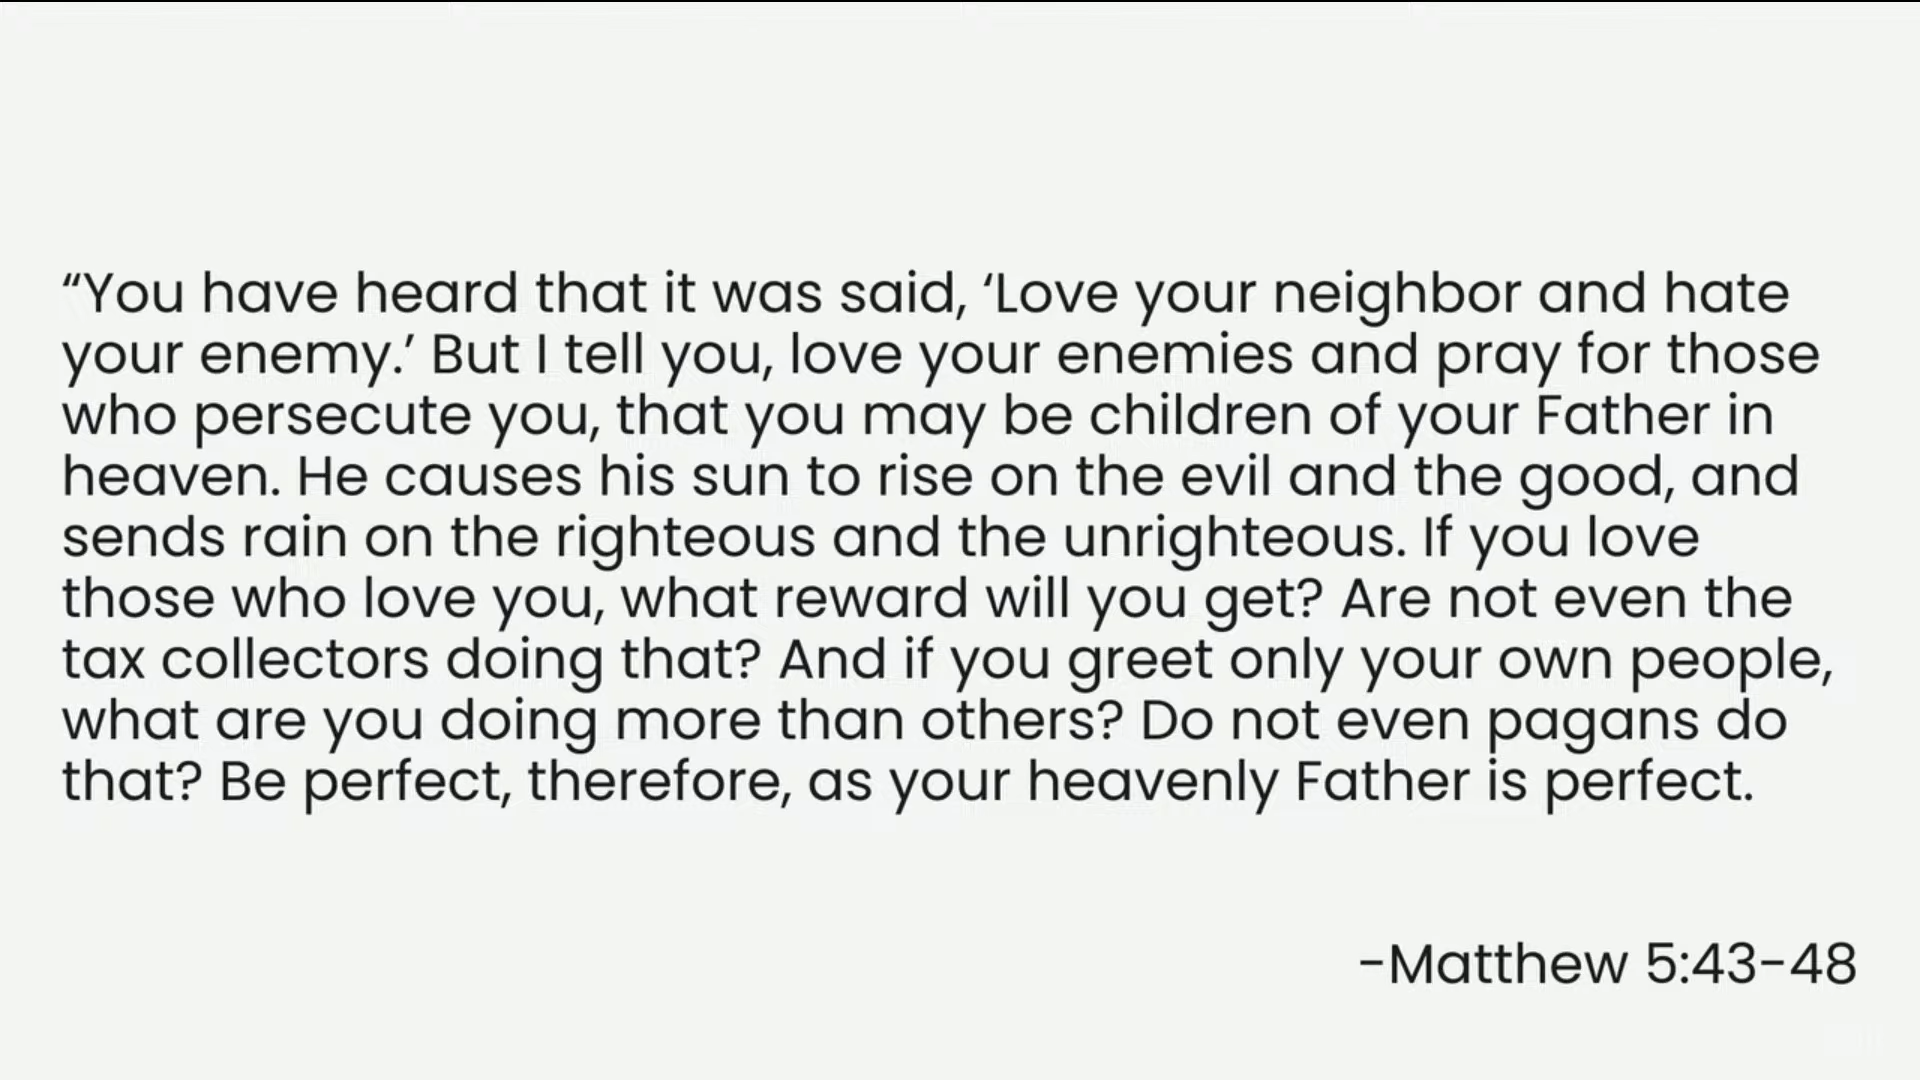 “You have heard that it was said, ‘Love your neighbor and hate
your enemy.’ But I tell you, love your enemies and pray for those
who persecute you, that you may be children of your Father in
heaven. He causes his sun to rise on the evil and the good, and
sends rain on the righteous and the unrighteous. If you love
those who love you, what reward will you get? Are not even the
tax collectors doing that? And if you greet only your own people,
what are you doing more than others? Do not even pagans do
that? Be perfect, therefore, as your heavenly Father is perfect.
-Matthew 5:43-48